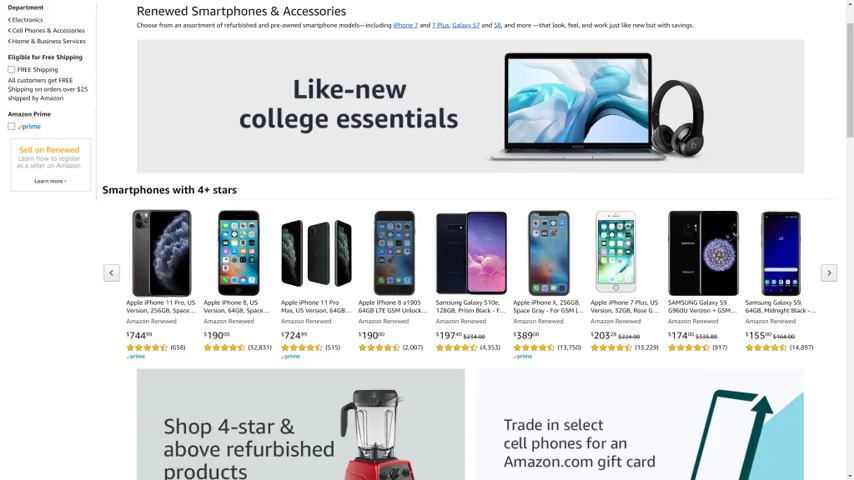 Department
Electronics
Cell Phones & Accessories
Home & Business Services
Eligible for Free Shipping
FREE Shipping
All customers get FREE
Shipping on orders over $25
shipped by Amazon
Amazon Prime
prime
Sell on Renewed
Learn how to register
as a seller on Amazon.
Learn more
Renewed Smartphones & Accessories
Choose from an assortment of refurbished and pre-owned smartphone models—including iPhone 7 and 7 Plus, Galaxy S7 and S8, and more —that look, feel, and work just like new but with savings.
Like-new
college essentials
Smartphones with 4+ stars
Apple iPhone 11 Pro, US
Version, 256GB, Space...
Amazon Renewed
$744.99
(658)
prime
Apple iPhone 8, US
Version, 64GB, Space...
Amazon Renewed
$190.00
(32,831)
Apple iPhone 11 Pro
Max, US Version, 64GB...
Amazon Renewed
$724.99
(515)
prime
Apple iPhone 8 a1905
64GB LTE GSM Unlock...
Amazon Renewed
$190.00
(2,007)
Samsung Galaxy S10e,
128GB, Prism Black - F...
Amazon Renewed
$197.40 $234.00
(4,353)
Apple iPhone X, 256GB,
Space Gray - For GSM (...
Amazon Renewed
$389.00
(13,750)
prime
Apple iPhone 7 Plus, US
Version, 32GB, Rose G...
Amazon Renewed
$203.28 $224.00
(13,229)
SAMSUNG Galaxy S9
G960U Verizon + GSM...
Amazon Renewed
$174.00 $335.88
(917)
Samsung Galaxy S9,
64GB, Midnight Black -...
Amazon Renewed
$155.00 $164.00
(14,897)
Shop 4-star &
above refurbished
products
Trade in select
cell phones for an
Amazon.com gift card